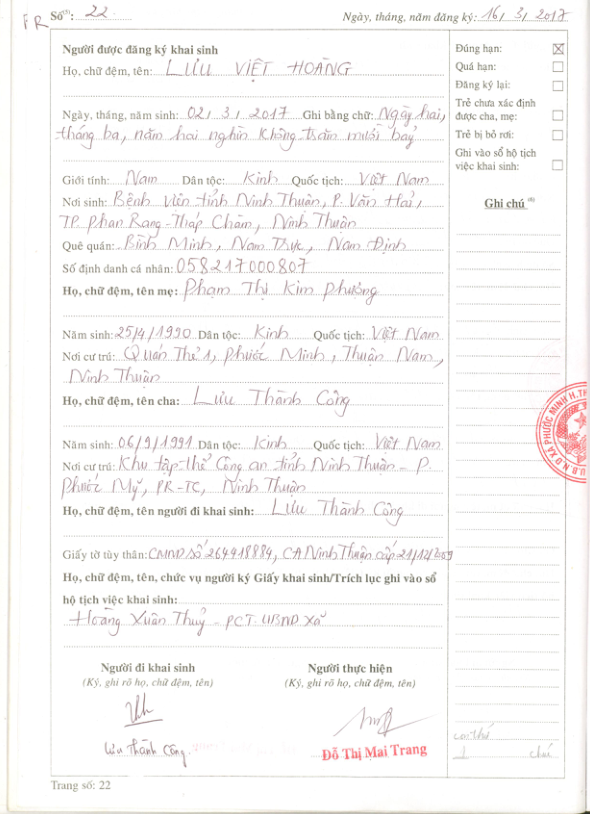 PR Số⁽³⁾: 22 Ngày, tháng, năm đăng ký: 16/3/2017
Người được đăng ký khai sinh
Họ, chữ đệm, tên: LƯU VIỆT HOÀNG
Ngày, tháng, năm sinh: 02/3/2017 Ghi bằng chữ: Ngày hai,
tháng ba, năm hai nghìn không trăm mười bảy
Giới tính: Nam Dân tộc: Kinh Quốc tịch: Việt Nam
Nơi sinh: Bệnh viện tỉnh Ninh Thuận, P. Văn Hải,
TP. Phan Rang-Tháp Chàm, Ninh Thuận
Quê quán: Bình Minh, Nam Trực, Nam Định
Số định danh cá nhân: 058217000807
Họ, chữ đệm, tên mẹ: Phạm Thị Kim Phượng
Năm sinh: 25/4/1990 Dân tộc: Kinh Quốc tịch: Việt Nam
Nơi cư trú: Quán Thẻ 1, Phước Minh, Thuận Nam,
Ninh Thuận
Họ, chữ đệm, tên cha: Lưu Thành Công
Năm sinh: 06/9/1991 Dân tộc: Kinh Quốc tịch: Việt Nam
Nơi cư trú: Khu tập thể Công an tỉnh Ninh Thuận - P.
Phước Mỹ, PR-TC, Ninh Thuận
Họ, chữ đệm, tên người đi khai sinh: Lưu Thành Công
Giấy tờ tùy thân: CMND số 264418884, CA Ninh Thuận cấp 21/12/2009
Họ, chữ đệm, tên, chức vụ người ký Giấy khai sinh/Trích lục ghi vào sổ
hộ tịch việc khai sinh:
Hoàng Xuân Thuỷ - PCT.UBND xã
Người đi khai sinh Người thực hiện
(Ký, ghi rõ họ, chữ đệm, tên) (Ký, ghi rõ họ, chữ đệm, tên)
Lưu Thành Công Đỗ Thị Mai Trang
Trang số: 22
Đúng hạn: ☒
Quá hạn: ☐
Đăng ký lại: ☐
Trẻ chưa xác định
được cha, mẹ: ☐
Trẻ bị bỏ rơi: ☐
Ghi vào sổ hộ tịch
việc khai sinh: ☐
Ghi chú ⁽⁴⁾
U.B.N.D XÃ PHƯỚC MINH H.
1 chú